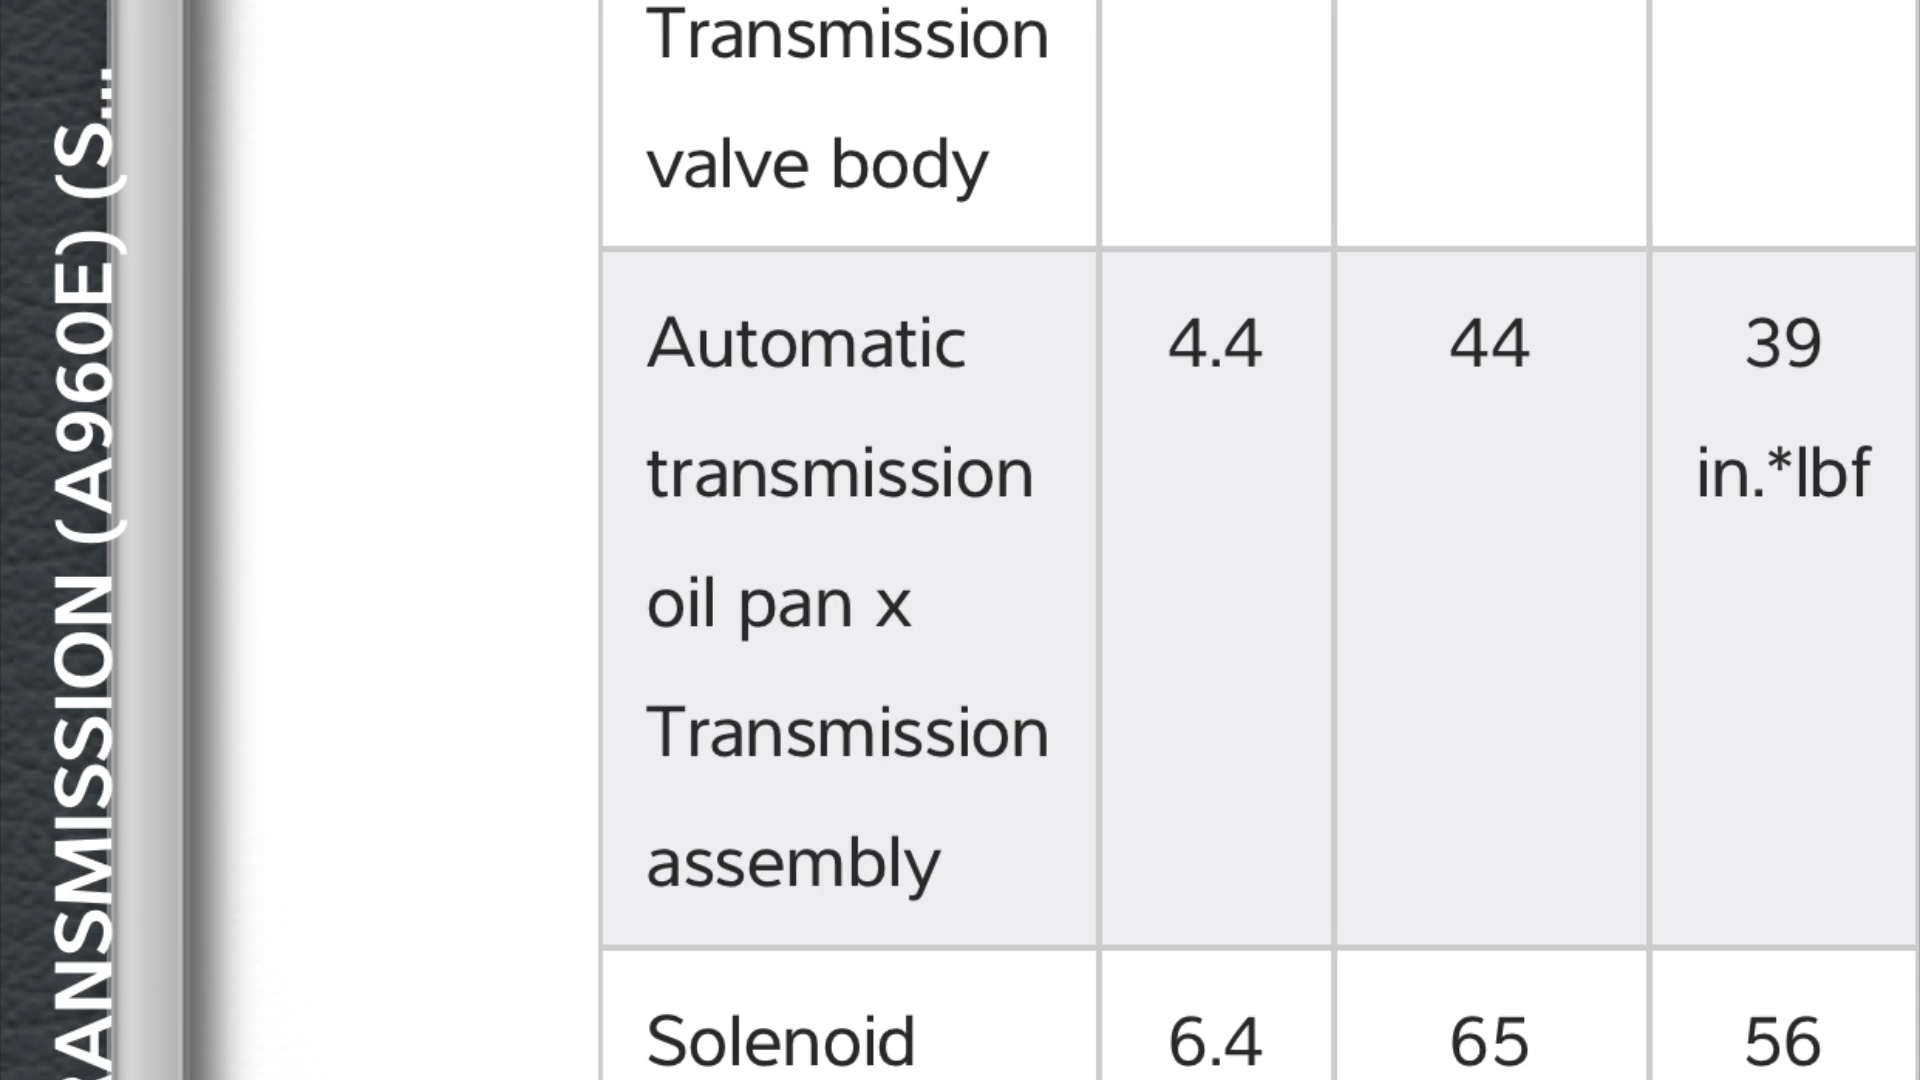 RANSMISSION (A960E) (S...
Transmission
valve body
Automatic 4.4 44 39
transmission in.*lbf
oil pan x
Transmission
assembly
Solenoid 6.4 65 56